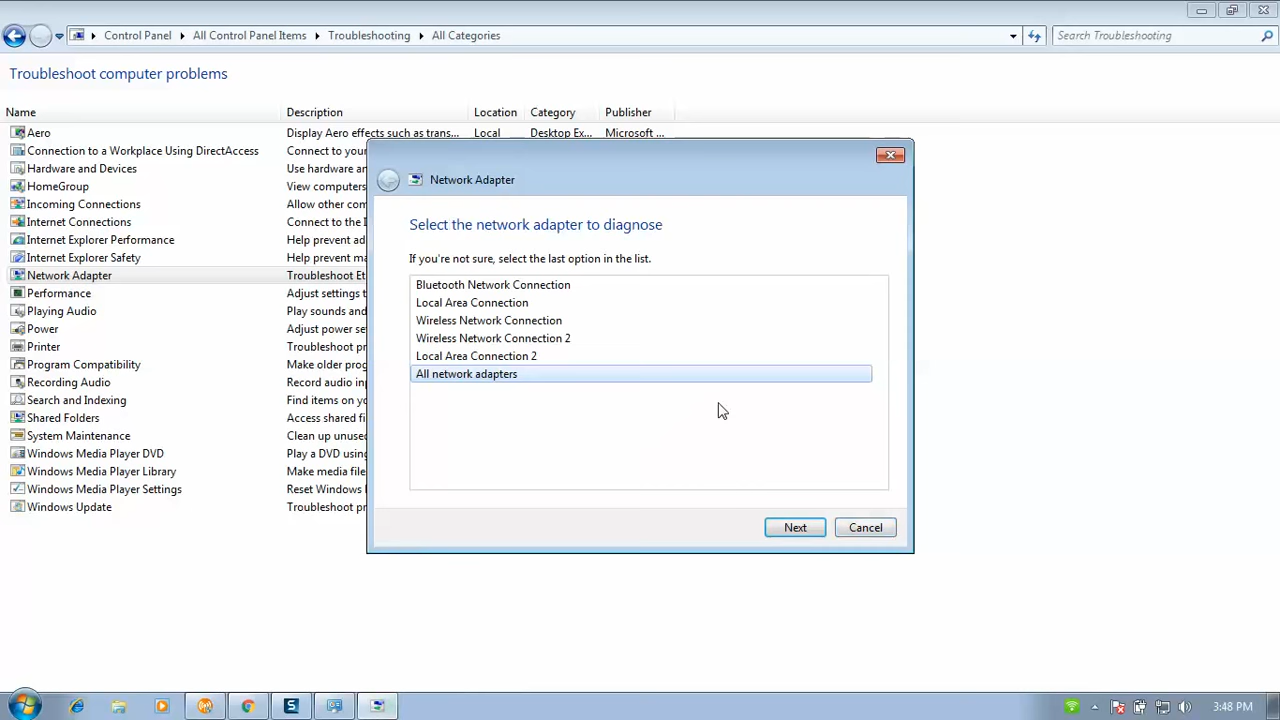 Control Panel All Control Panel Items Troubleshooting All Categories Search Troubleshooting
Troubleshoot computer problems
Name Description Location Category Publisher
Aero Display Aero effects such as trans... Local Desktop Ex... Microsoft ...
Connection to a Workplace Using DirectAccess Connect to your
Hardware and Devices Use hardware an
HomeGroup View computers
Incoming Connections Allow other com
Internet Connections Connect to the I
Internet Explorer Performance Help prevent ad
Internet Explorer Safety Help prevent ma
Network Adapter Troubleshoot Et
Performance Adjust settings t
Playing Audio Play sounds and
Power Adjust power se
Printer Troubleshoot pr
Program Compatibility Make older prog
Recording Audio Record audio inp
Search and Indexing Find items on yo
Shared Folders Access shared fi
System Maintenance Clean up unused
Windows Media Player DVD Play a DVD using
Windows Media Player Library Make media files
Windows Media Player Settings Reset Windows
Windows Update Troubleshoot pr
Network Adapter
Select the network adapter to diagnose
If you're not sure, select the last option in the list.
Bluetooth Network Connection
Local Area Connection
Wireless Network Connection
Wireless Network Connection 2
Local Area Connection 2
All network adapters
Next Cancel
S
3:48 PM